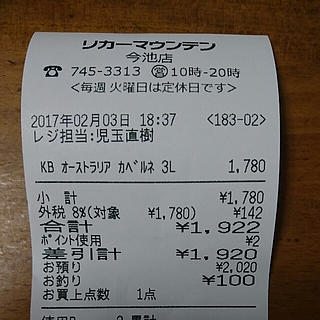 リカーマウンテン
今池店
☎ 745-3313 ㊺10時-20時
<毎週 火曜日は定休日です>
2017年02月03日 18:37 <183-02>
レジ担当:児玉直樹
KB オーストラリア カベルネ 3L 1,780
小 計 ¥1,780
外税 8%(対象 ¥1,780) ¥142
合計 ¥1,922
ポイント使用 ¥2
差引計 ¥1,920
お預り ¥2,020
お釣り ¥100
お買上点数 1点